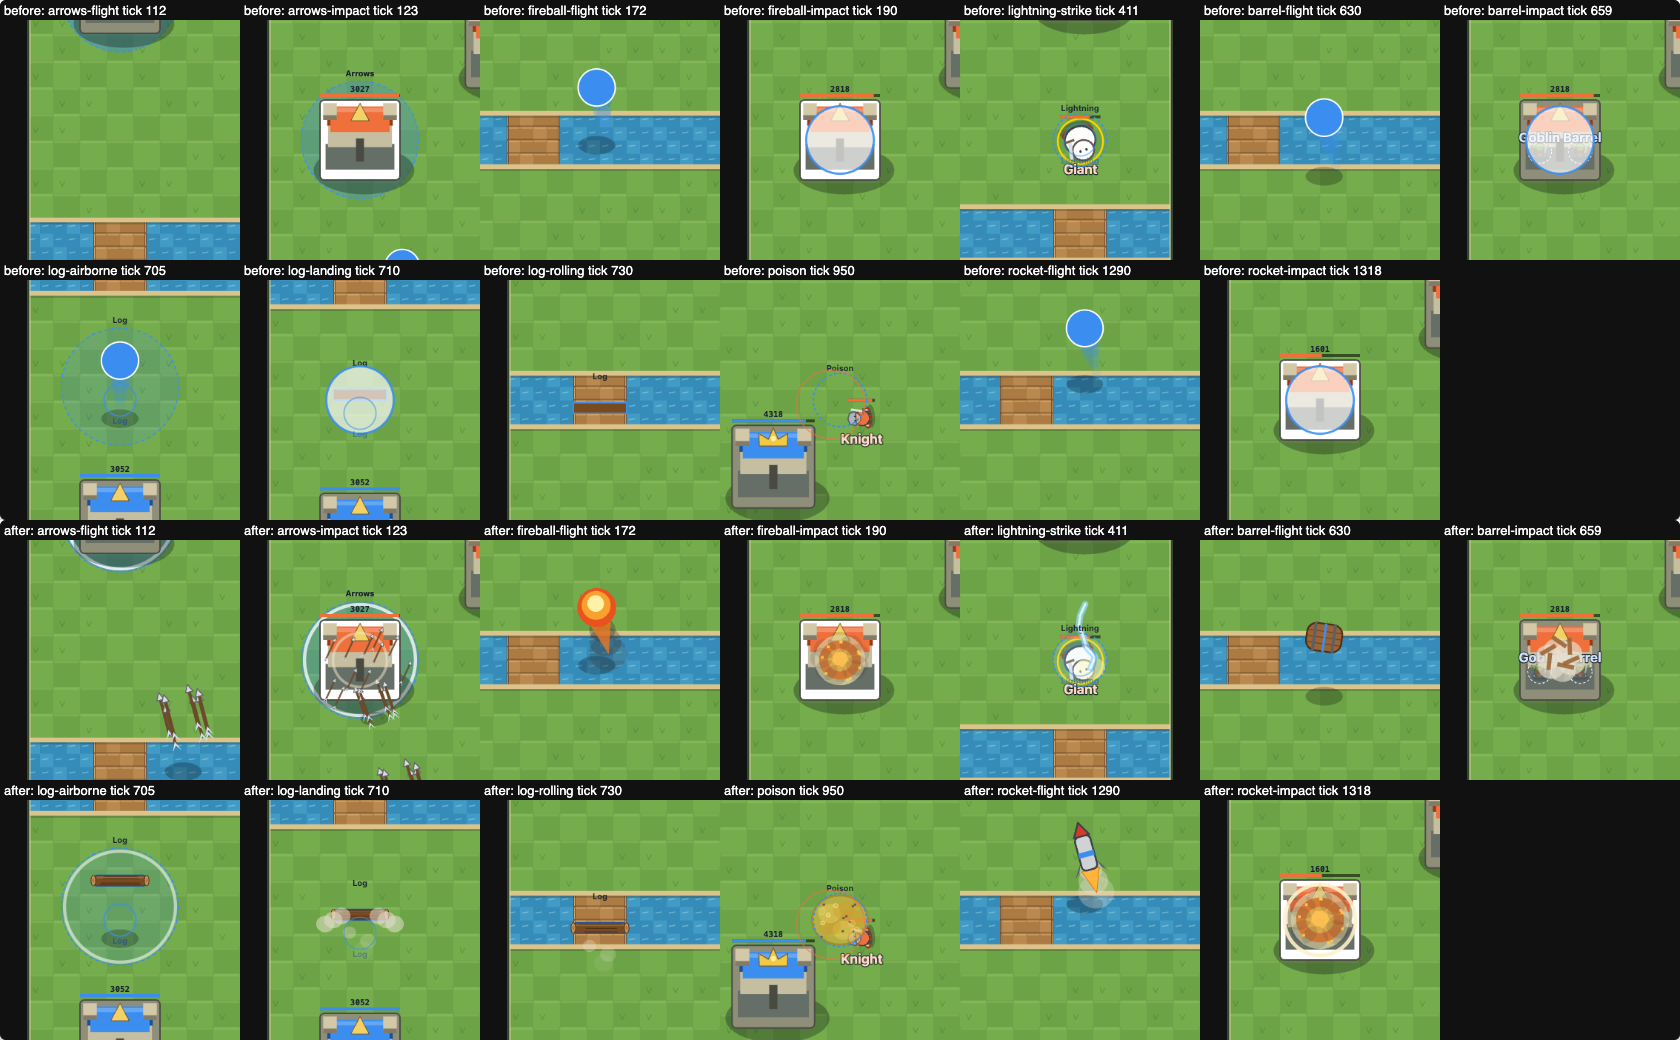 before: arrows-flight tick 112
before: arrows-impact tick 123
before: fireball-flight tick 172
before: fireball-impact tick 190
before: lightning-strike tick 411
before: barrel-flight tick 630
before: barrel-impact tick 659
Arrows
3027
2818
Lightning
Giant
2818
Goblin Barrel
before: log-airborne tick 705
before: log-landing tick 710
before: log-rolling tick 730
before: poison tick 950
before: rocket-flight tick 1290
before: rocket-impact tick 1318
Log
Log
3052
Log
Log
3052
Log
Poison
4318
Knight
1601
after: arrows-flight tick 112
after: arrows-impact tick 123
after: fireball-flight tick 172
after: fireball-impact tick 190
after: lightning-strike tick 411
after: barrel-flight tick 630
after: barrel-impact tick 659
Arrows
3027
2818
Lightning
Giant
2818
after: log-airborne tick 705
after: log-landing tick 710
after: log-rolling tick 730
after: poison tick 950
after: rocket-flight tick 1290
after: rocket-impact tick 1318
Log
Log
3052
Log
Log
3052
Log
Poison
4318
Knight
1601